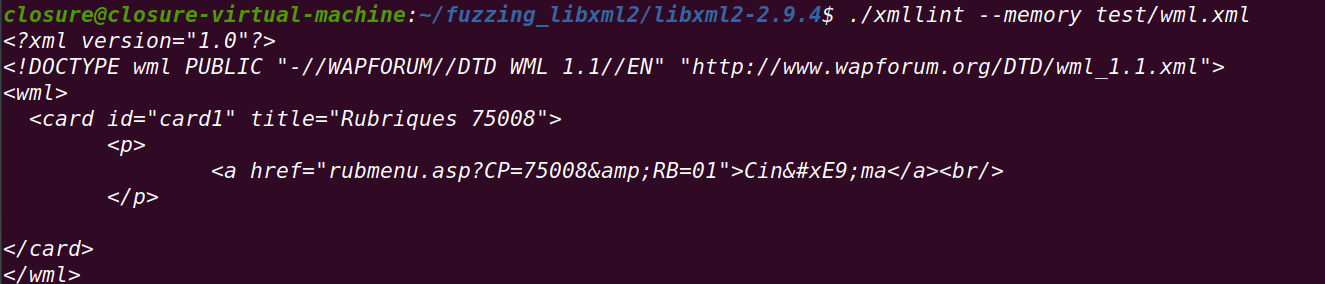 closure@closure-virtual-machine:~/fuzzing_libxml2/libxml2-2.9.4$ ./xmllint --memory test/wml.xml
<?xml version="1.0"?>
<!DOCTYPE wml PUBLIC "-//WAPFORUM//DTD WML 1.1//EN" "http://www.wapforum.org/DTD/wml_1.1.xml">
<wml>
  <card id="card1" title="Rubriques 75008">
        <p>
                <a href="rubmenu.asp?CP=75008&amp;RB=01">Cin&#xE9;ma</a><br/>
        </p>

</card>
</wml>